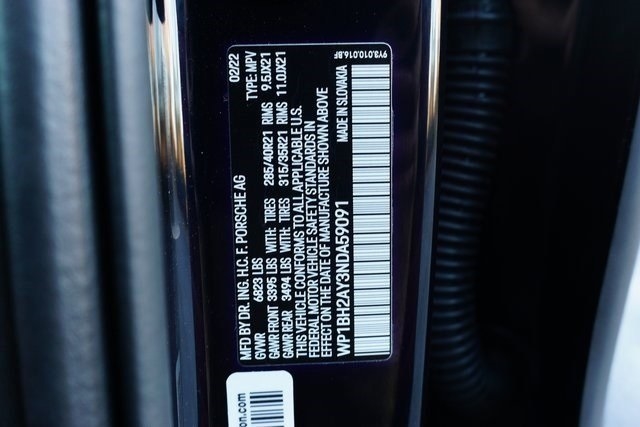 MFD BY DR. ING. H.C. F. PORSCHE AG 02/22
GVWR 6823 LBS TYPE: MPV
GAWR FRONT 3395 LBS WITH: TIRES 285/40R21 RIMS 9.5JX21
GAWR REAR 3494 LBS WITH: TIRES 315/35R21 RIMS 11.0JX21
THIS VEHICLE CONFORMS TO ALL APPLICABLE U.S.
FEDERAL MOTOR VEHICLE SAFETY STANDARDS IN
EFFECT ON THE DATE OF MANUFACTURE SHOWN ABOVE
WP1BH2AY3NDA59091 MADE IN SLOVAKIA
9Y3.010.016.BF
on.com